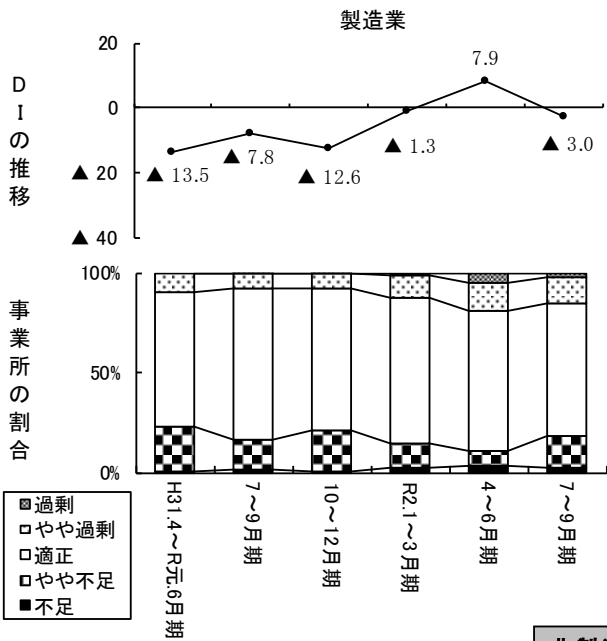 製造業
DIの推移
20
0
▲ 20
▲ 40
▲ 13.5
▲ 7.8
▲ 12.6
▲ 1.3
7.9
▲ 3.0
事業所の割合
100%
50%
0%
H31.4～R元.6月期
7～9月期
10～12月期
R2.1～3月期
4～6月期
7～9月期
過剰
やや過剰
適正
やや不足
不足